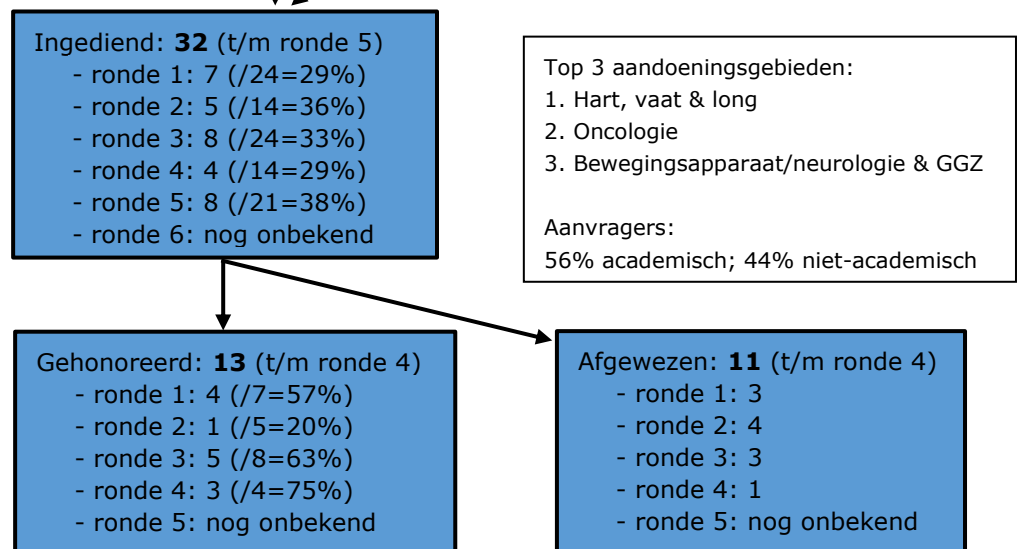 Ingediend: 32 (t/m ronde 5)
- ronde 1: 7 (/24=29%)
- ronde 2: 5 (/14=36%)
- ronde 3: 8 (/24=33%)
- ronde 4: 4 (/14=29%)
- ronde 5: 8 (/21=38%)
- ronde 6: nog onbekend
Top 3 aandoeningsgebieden:
1. Hart, vaat & long
2. Oncologie
3. Bewegingsapparaat/neurologie & GGZ
Aanvragers:
56% academisch; 44% niet-academisch
Gehonoreerd: 13 (t/m ronde 4)
- ronde 1: 4 (/7=57%)
- ronde 2: 1 (/5=20%)
- ronde 3: 5 (/8=63%)
- ronde 4: 3 (/4=75%)
- ronde 5: nog onbekend
Afgewezen: 11 (t/m ronde 4)
- ronde 1: 3
- ronde 2: 4
- ronde 3: 3
- ronde 4: 1
- ronde 5: nog onbekend